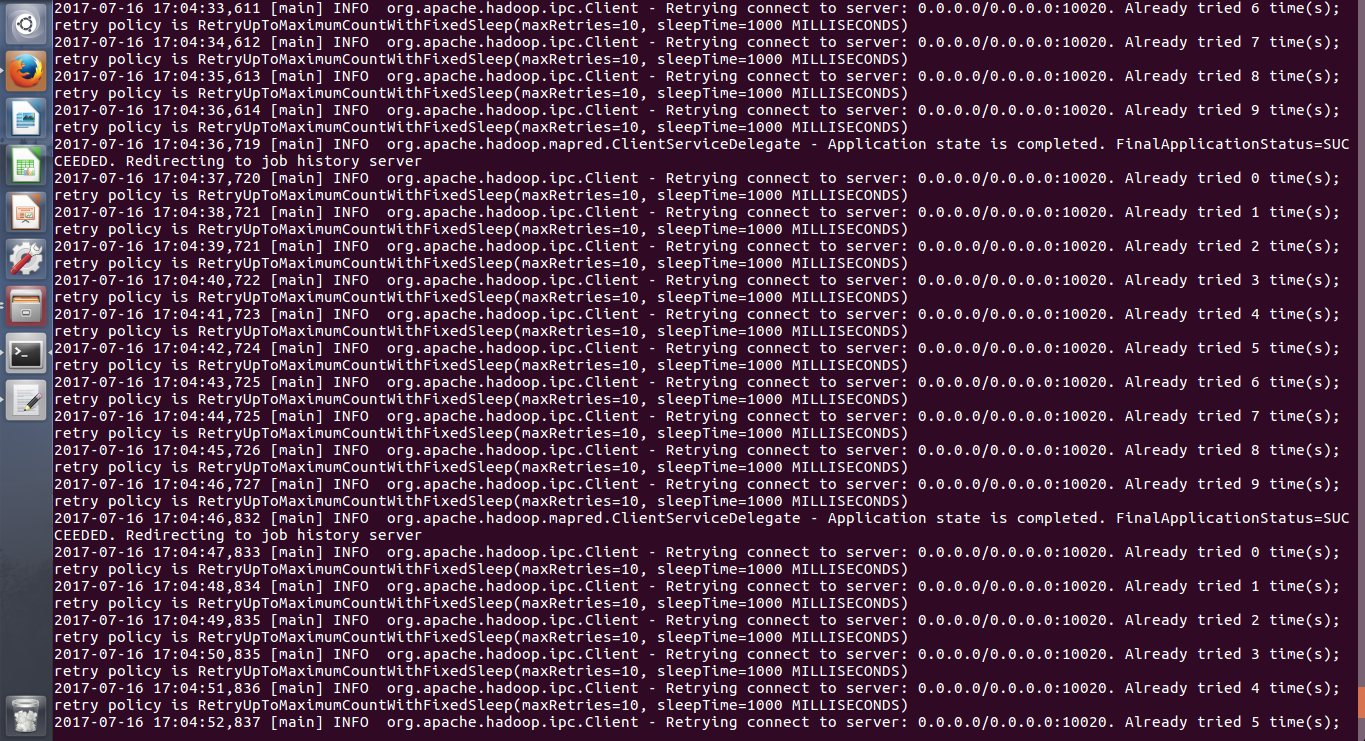 2017-07-16 17:04:33,611 [main] INFO  org.apache.hadoop.ipc.Client - Retrying connect to server: 0.0.0.0/0.0.0.0:10020. Already tried 6 time(s);
retry policy is RetryUpToMaximumCountWithFixedSleep(maxRetries=10, sleepTime=1000 MILLISECONDS)
2017-07-16 17:04:34,612 [main] INFO  org.apache.hadoop.ipc.Client - Retrying connect to server: 0.0.0.0/0.0.0.0:10020. Already tried 7 time(s);
retry policy is RetryUpToMaximumCountWithFixedSleep(maxRetries=10, sleepTime=1000 MILLISECONDS)
2017-07-16 17:04:35,613 [main] INFO  org.apache.hadoop.ipc.Client - Retrying connect to server: 0.0.0.0/0.0.0.0:10020. Already tried 8 time(s);
retry policy is RetryUpToMaximumCountWithFixedSleep(maxRetries=10, sleepTime=1000 MILLISECONDS)
2017-07-16 17:04:36,614 [main] INFO  org.apache.hadoop.ipc.Client - Retrying connect to server: 0.0.0.0/0.0.0.0:10020. Already tried 9 time(s);
retry policy is RetryUpToMaximumCountWithFixedSleep(maxRetries=10, sleepTime=1000 MILLISECONDS)
2017-07-16 17:04:36,719 [main] INFO  org.apache.hadoop.mapred.ClientServiceDelegate - Application state is completed. FinalApplicationStatus=SUC
CEEDED. Redirecting to job history server
2017-07-16 17:04:37,720 [main] INFO  org.apache.hadoop.ipc.Client - Retrying connect to server: 0.0.0.0/0.0.0.0:10020. Already tried 0 time(s);
retry policy is RetryUpToMaximumCountWithFixedSleep(maxRetries=10, sleepTime=1000 MILLISECONDS)
2017-07-16 17:04:38,721 [main] INFO  org.apache.hadoop.ipc.Client - Retrying connect to server: 0.0.0.0/0.0.0.0:10020. Already tried 1 time(s);
retry policy is RetryUpToMaximumCountWithFixedSleep(maxRetries=10, sleepTime=1000 MILLISECONDS)
2017-07-16 17:04:39,721 [main] INFO  org.apache.hadoop.ipc.Client - Retrying connect to server: 0.0.0.0/0.0.0.0:10020. Already tried 2 time(s);
retry policy is RetryUpToMaximumCountWithFixedSleep(maxRetries=10, sleepTime=1000 MILLISECONDS)
2017-07-16 17:04:40,722 [main] INFO  org.apache.hadoop.ipc.Client - Retrying connect to server: 0.0.0.0/0.0.0.0:10020. Already tried 3 time(s);
retry policy is RetryUpToMaximumCountWithFixedSleep(maxRetries=10, sleepTime=1000 MILLISECONDS)
2017-07-16 17:04:41,723 [main] INFO  org.apache.hadoop.ipc.Client - Retrying connect to server: 0.0.0.0/0.0.0.0:10020. Already tried 4 time(s);
retry policy is RetryUpToMaximumCountWithFixedSleep(maxRetries=10, sleepTime=1000 MILLISECONDS)
2017-07-16 17:04:42,724 [main] INFO  org.apache.hadoop.ipc.Client - Retrying connect to server: 0.0.0.0/0.0.0.0:10020. Already tried 5 time(s);
retry policy is RetryUpToMaximumCountWithFixedSleep(maxRetries=10, sleepTime=1000 MILLISECONDS)
2017-07-16 17:04:43,725 [main] INFO  org.apache.hadoop.ipc.Client - Retrying connect to server: 0.0.0.0/0.0.0.0:10020. Already tried 6 time(s);
retry policy is RetryUpToMaximumCountWithFixedSleep(maxRetries=10, sleepTime=1000 MILLISECONDS)
2017-07-16 17:04:44,725 [main] INFO  org.apache.hadoop.ipc.Client - Retrying connect to server: 0.0.0.0/0.0.0.0:10020. Already tried 7 time(s);
retry policy is RetryUpToMaximumCountWithFixedSleep(maxRetries=10, sleepTime=1000 MILLISECONDS)
2017-07-16 17:04:45,726 [main] INFO  org.apache.hadoop.ipc.Client - Retrying connect to server: 0.0.0.0/0.0.0.0:10020. Already tried 8 time(s);
retry policy is RetryUpToMaximumCountWithFixedSleep(maxRetries=10, sleepTime=1000 MILLISECONDS)
2017-07-16 17:04:46,727 [main] INFO  org.apache.hadoop.ipc.Client - Retrying connect to server: 0.0.0.0/0.0.0.0:10020. Already tried 9 time(s);
retry policy is RetryUpToMaximumCountWithFixedSleep(maxRetries=10, sleepTime=1000 MILLISECONDS)
2017-07-16 17:04:46,832 [main] INFO  org.apache.hadoop.mapred.ClientServiceDelegate - Application state is completed. FinalApplicationStatus=SUC
CEEDED. Redirecting to job history server
2017-07-16 17:04:47,833 [main] INFO  org.apache.hadoop.ipc.Client - Retrying connect to server: 0.0.0.0/0.0.0.0:10020. Already tried 0 time(s);
retry policy is RetryUpToMaximumCountWithFixedSleep(maxRetries=10, sleepTime=1000 MILLISECONDS)
2017-07-16 17:04:48,834 [main] INFO  org.apache.hadoop.ipc.Client - Retrying connect to server: 0.0.0.0/0.0.0.0:10020. Already tried 1 time(s);
retry policy is RetryUpToMaximumCountWithFixedSleep(maxRetries=10, sleepTime=1000 MILLISECONDS)
2017-07-16 17:04:49,835 [main] INFO  org.apache.hadoop.ipc.Client - Retrying connect to server: 0.0.0.0/0.0.0.0:10020. Already tried 2 time(s);
retry policy is RetryUpToMaximumCountWithFixedSleep(maxRetries=10, sleepTime=1000 MILLISECONDS)
2017-07-16 17:04:50,835 [main] INFO  org.apache.hadoop.ipc.Client - Retrying connect to server: 0.0.0.0/0.0.0.0:10020. Already tried 3 time(s);
retry policy is RetryUpToMaximumCountWithFixedSleep(maxRetries=10, sleepTime=1000 MILLISECONDS)
2017-07-16 17:04:51,836 [main] INFO  org.apache.hadoop.ipc.Client - Retrying connect to server: 0.0.0.0/0.0.0.0:10020. Already tried 4 time(s);
retry policy is RetryUpToMaximumCountWithFixedSleep(maxRetries=10, sleepTime=1000 MILLISECONDS)
2017-07-16 17:04:52,837 [main] INFO  org.apache.hadoop.ipc.Client - Retrying connect to server: 0.0.0.0/0.0.0.0:10020. Already tried 5 time(s);